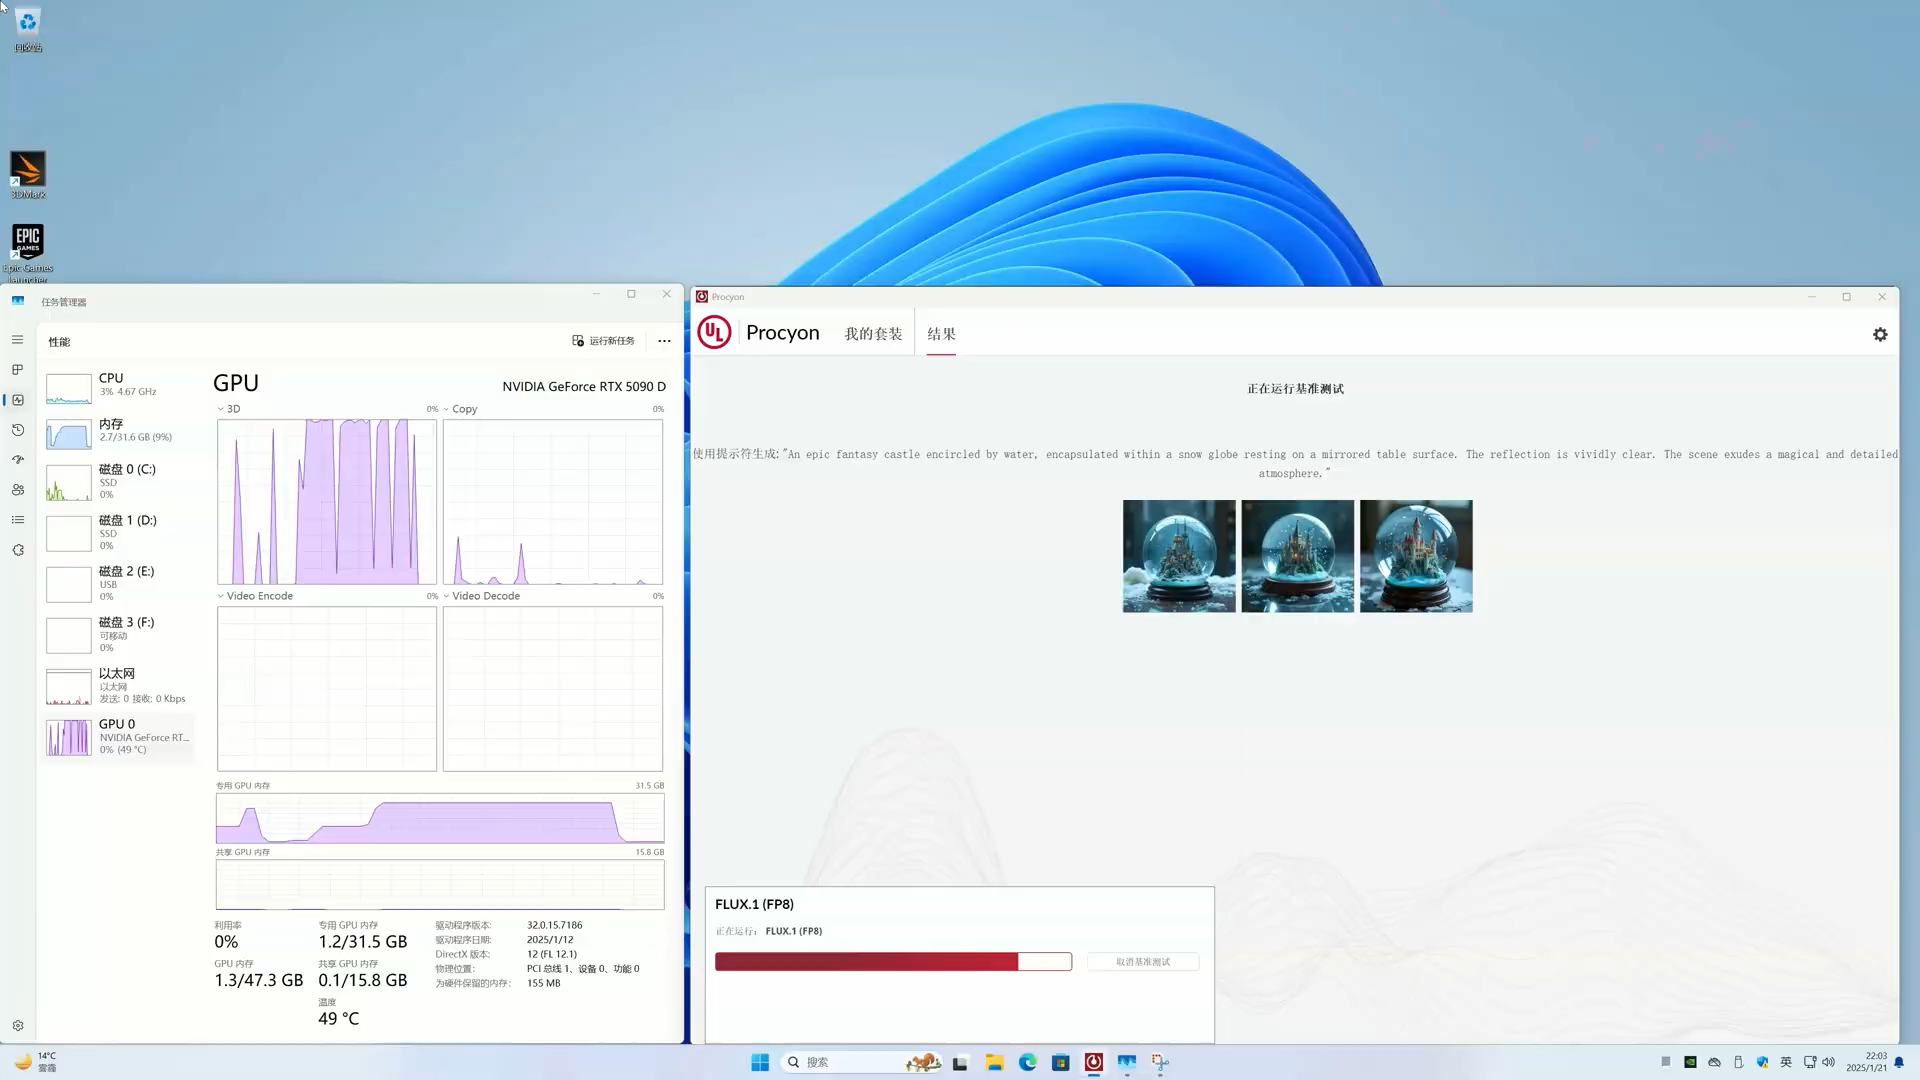 回收站
3DMark
EPIC
GAMES
Epic Games
Launcher
任务管理器
性能
运行新任务
CPU
3% 4.67 GHz
内存
2.7/31.6 GB (9%)
磁盘 0 (C:)
SSD
0%
磁盘 1 (D:)
SSD
0%
磁盘 2 (E:)
USB
0%
磁盘 3 (F:)
可移动
0%
以太网
以太网
发送: 0 接收: 0 Kbps
GPU 0
NVIDIA GeForce RT...
0% (49 °C)
GPU
NVIDIA GeForce RTX 5090 D
3D 0%
Copy 0%
Video Encode 0%
Video Decode 0%
专用 GPU 内存 31.5 GB
共享 GPU 内存 15.8 GB
利用率
0%
专用 GPU 内存
1.2/31.5 GB
GPU 内存
1.3/47.3 GB
共享 GPU 内存
0.1/15.8 GB
温度
49 °C
驱动程序版本: 32.0.15.7186
驱动程序日期: 2025/1/12
DirectX 版本: 12 (FL 12.1)
物理位置: PCI 总线 1、设备 0、功能 0
为硬件保留的内存: 155 MB
Procyon
UL
Procyon
我的套装
结果
正在运行基准测试
使用提示符生成:"An epic fantasy castle encircled by water, encapsulated within a snow globe resting on a mirrored table surface. The reflection is vividly clear. The scene exudes a magical and detailed
atmosphere."
FLUX.1 (FP8)
正在运行: FLUX.1 (FP8)
取消基准测试
14°C
雾霾
搜索
英
22:03
2025/1/21